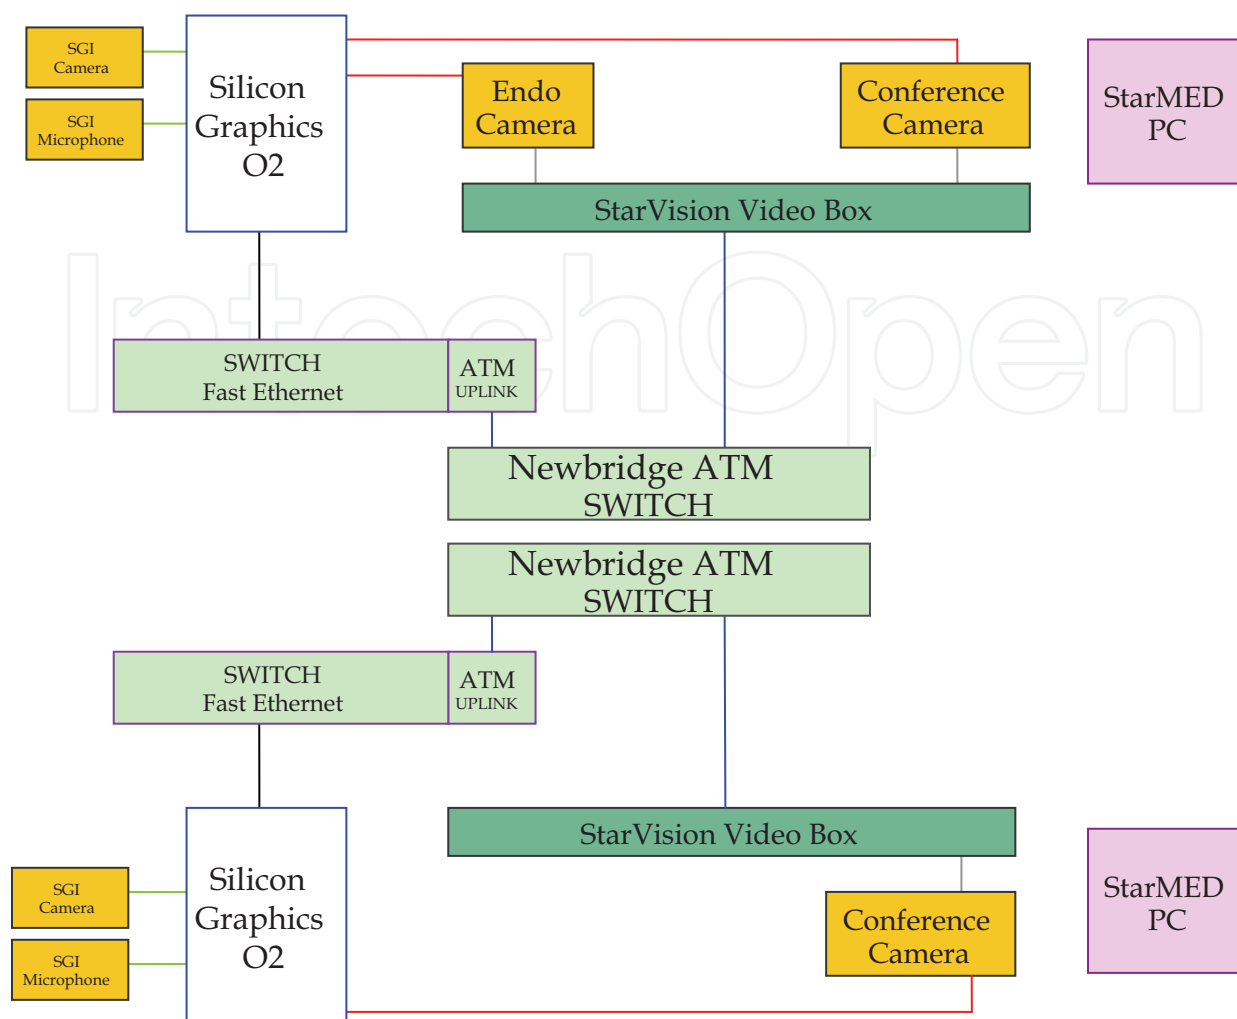 SGI
Camera
SGI
Microphone
Silicon
Graphics
O2
Endo
Camera
Conference
Camera
StarMED
PC
StarVision Video Box
IntechOpen
SWITCH
Fast Ethernet
ATM
UPLINK
Newbridge ATM
SWITCH
Newbridge ATM
SWITCH
SWITCH
Fast Ethernet
ATM
UPLINK
StarVision Video Box
Silicon
Graphics
O2
SGI
Camera
SGI
Microphone
Conference
Camera
StarMED
PC